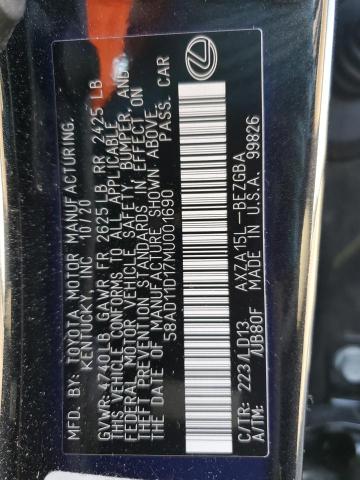 MFD. BY: TOYOTA MOTOR MANUFACTURING.
KENTUCKY, INC 10/20
GVWR: 4740LB GAWR FR 2625 LB, RR 2425 LB
THIS VEHICLE CONFORMS TO ALL APPLICABLE
FEDERAL MOTOR VEHICLE SAFETY, BUMPER, AND
THEFT PREVENTION STANDARDS IN EFFECT ON
DATE OF MANUFACTURE SHOWN ABOVE.
58AD11D17MU001690 PASS. CAR
C/TR: 223 / LD13 AXZA15L -BEZGBA
A/TM: /UB80F MADE IN U.S.A. 99826